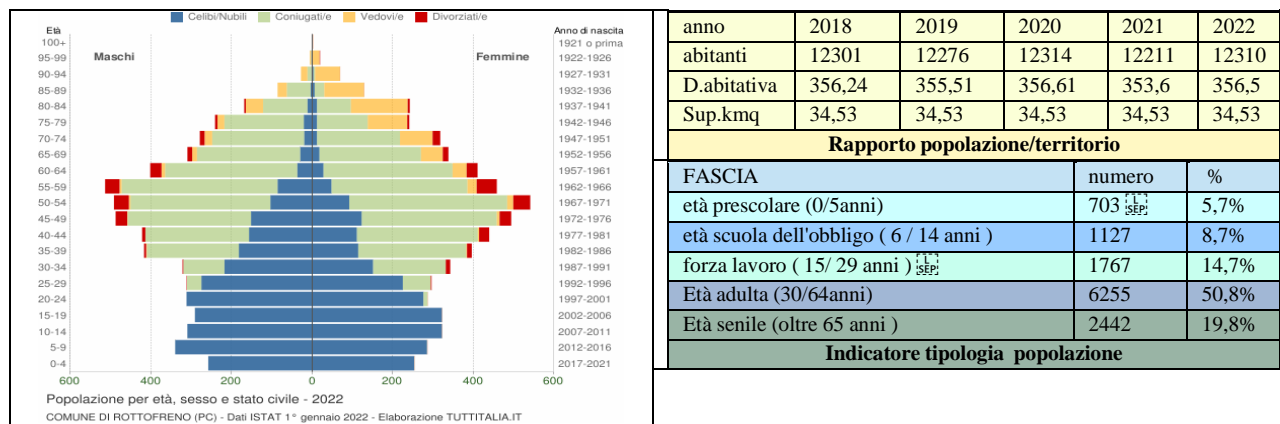 Celibi/Nubili Coniugati/e Vedovi/e Divorziati/e
Età Anno di nascita
Maschi Femmine
100+ 1921 o prima
95-99 1922-1926
90-94 1927-1931
85-89 1932-1936
80-84 1937-1941
75-79 1942-1946
70-74 1947-1951
65-69 1952-1956
60-64 1957-1961
55-59 1962-1966
50-54 1967-1971
45-49 1972-1976
40-44 1977-1981
35-39 1982-1986
30-34 1987-1991
25-29 1992-1996
20-24 1997-2001
15-19 2002-2006
10-14 2007-2011
5-9 2012-2016
0-4 2017-2021
600 400 200 0 200 400 600
Popolazione per età, sesso e stato civile - 2022
COMUNE DI ROTTOFRENO (PC) - Dati ISTAT 1° gennaio 2022 - Elaborazione TUTTITALIA.IT
anno 2018 2019 2020 2021 2022
abitanti 12301 12276 12314 12211 12310
D.abitativa 356,24 355,51 356,61 353,6 356,5
Sup.kmq 34,53 34,53 34,53 34,53 34,53
Rapporto popolazione/territorio
FASCIA numero %
età prescolare (0/5anni) 703 L SEP 5,7%
età scuola dell'obbligo ( 6 / 14 anni ) 1127 8,7%
forza lavoro ( 15/ 29 anni ) L SEP 1767 14,7%
Età adulta (30/64anni) 6255 50,8%
Età senile (oltre 65 anni ) 2442 19,8%
Indicatore tipologia popolazione